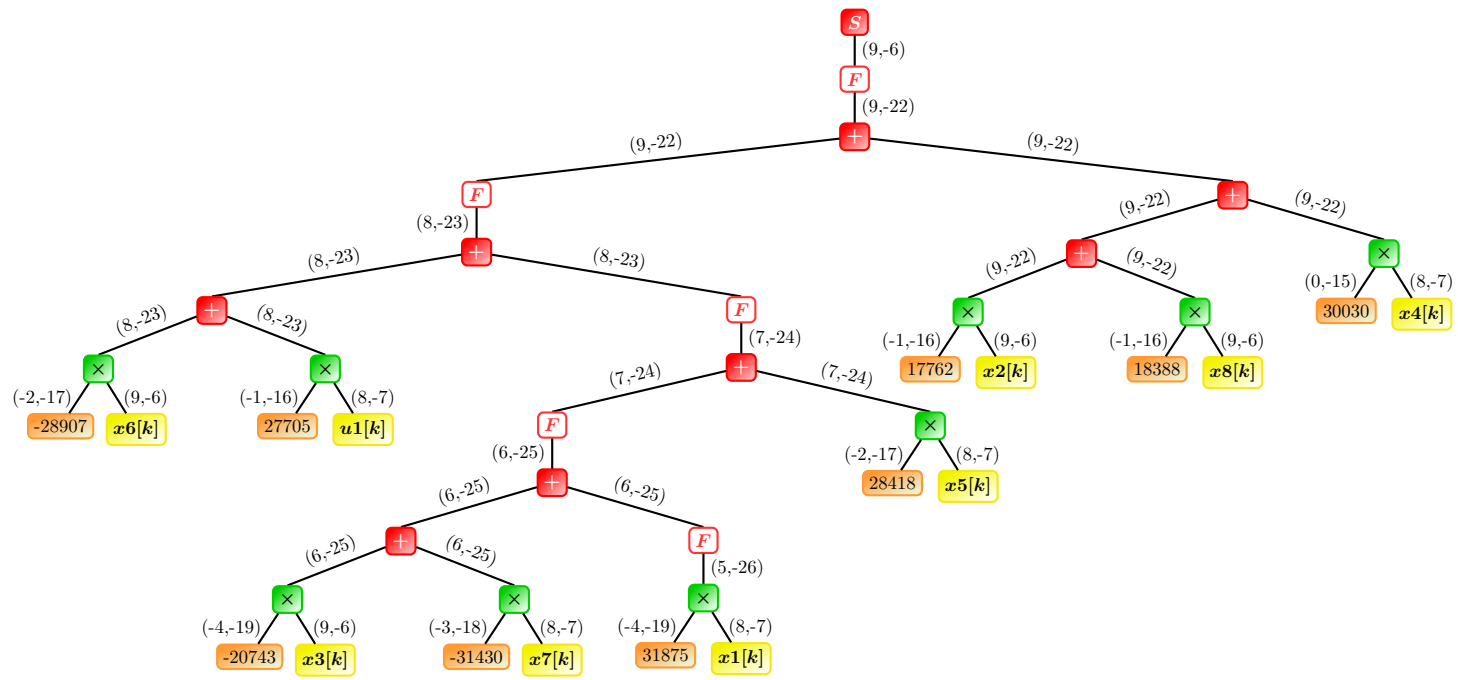 S
(9,-6)
F
(9,-22)
+
(9,-22) (9,-22)
F +
(8,-23) (9,-22) (9,-22)
+ + ×
(8,-23) (8,-23) (9,-22) (9,-22) (0,-15) (8,-7)
+ F × × 30030 x4[k]
(8,-23) (8,-23) (7,-24) (-1,-16) (9,-6) (-1,-16) (9,-6)
× × + 17762 x2[k] 18388 x8[k]
(-2,-17) (9,-6) (-1,-16) (8,-7) (7,-24) (7,-24)
-28907 x6[k] 27705 u1[k] F ×
(6,-25) (-2,-17) (8,-7)
+ 28418 x5[k]
(6,-25) (6,-25)
+ F
(6,-25) (6,-25) (5,-26)
× × ×
(-4,-19) (9,-6) (-3,-18) (8,-7) (-4,-19) (8,-7)
-20743 x3[k] -31430 x7[k] 31875 x1[k]